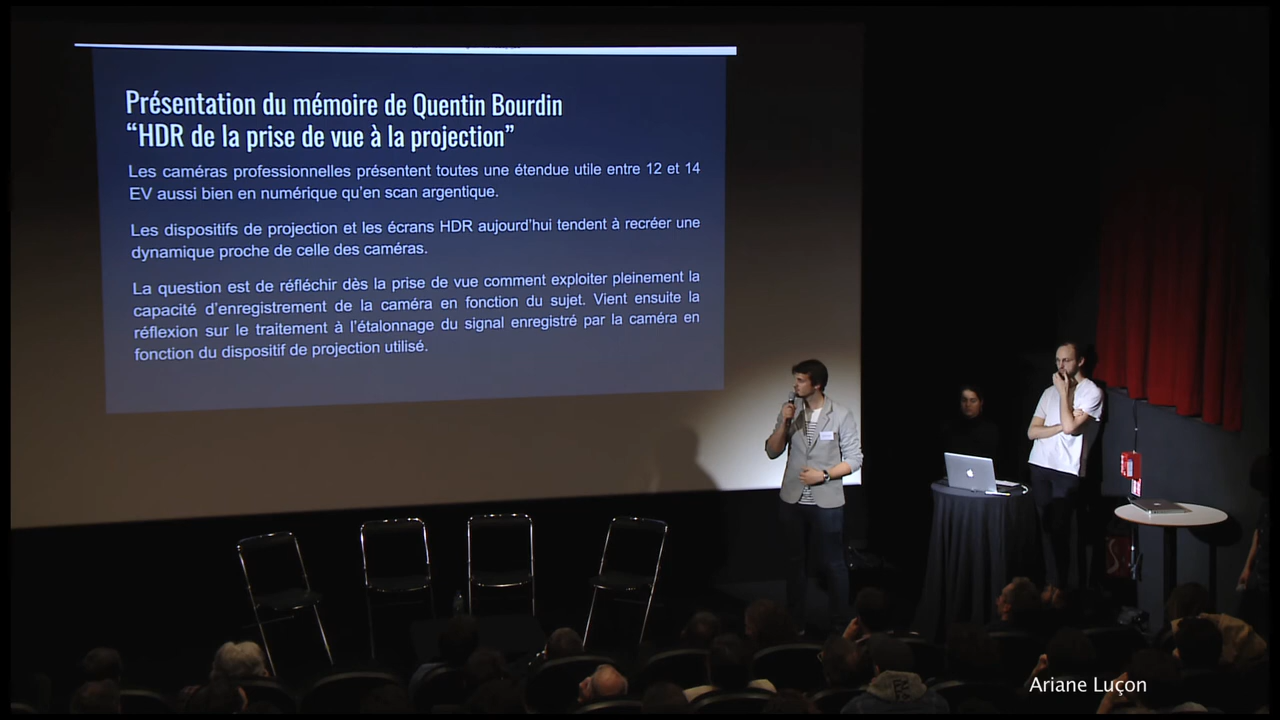 Présentation du mémoire de Quentin Bourdin
“HDR de la prise de vue à la projection”
Les caméras professionnelles présentent toutes une étendue utile entre 12 et 14
EV aussi bien en numérique qu’en scan argentique.
Les dispositifs de projection et les écrans HDR aujourd’hui tendent à recréer une
dynamique proche de celle des caméras.
La question est de réfléchir dès la prise de vue comment exploiter pleinement la
capacité d’enregistrement de la caméra en fonction du sujet. Vient ensuite la
réflexion sur le traitement à l’étalonnage du signal enregistré par la caméra en
fonction du dispositif de projection utilisé.
Ariane Luçon